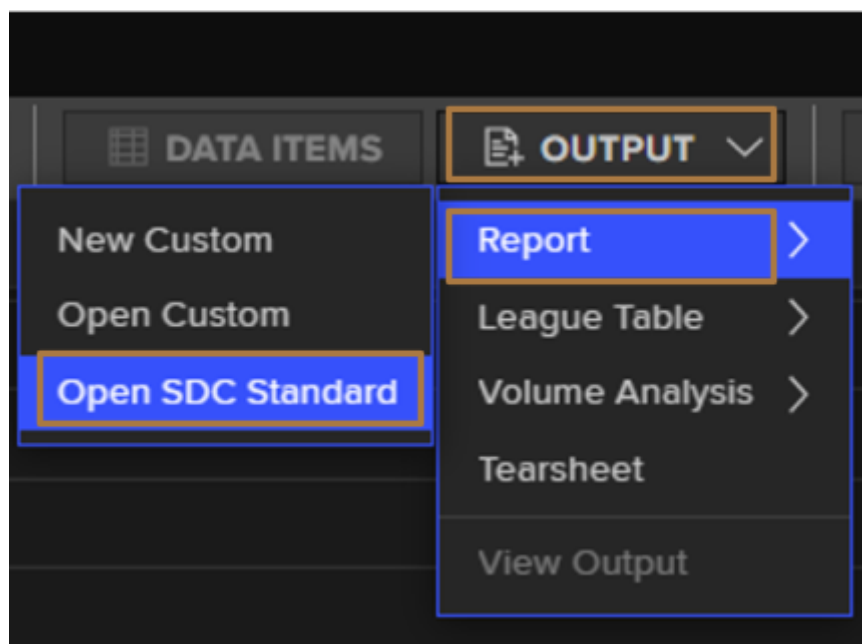 DATA ITEMS
OUTPUT
New Custom
Open Custom
Open SDC Standard
Report
League Table
Volume Analysis
Tearsheet
View Output